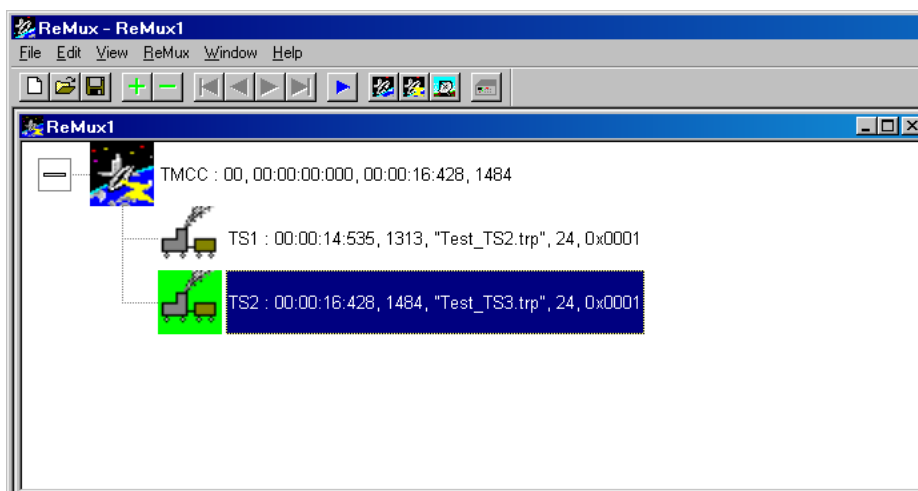 ReMux - ReMux1
File Edit View ReMux Window Help
ReMux1
TMCC : 00, 00:00:00:000, 00:00:16:428, 1484
TS1 : 00:00:14:535, 1313, "Test_TS2.trp", 24, 0x0001
TS2 : 00:00:16:428, 1484, "Test_TS3.trp", 24, 0x0001